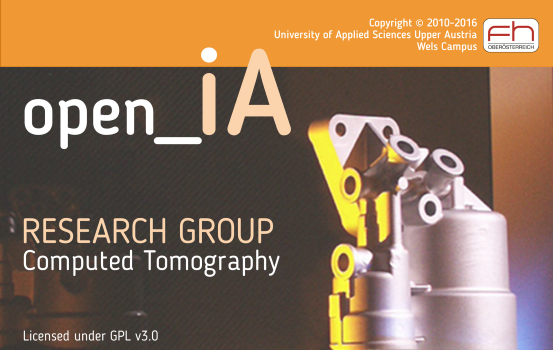 Copyright © 2010-2016
University of Applied Sciences Upper Austria
Wels Campus
fh
OBERÖSTERREICH
open_iA
RESEARCH GROUP
Computed Tomography
Licensed under GPL v3.0